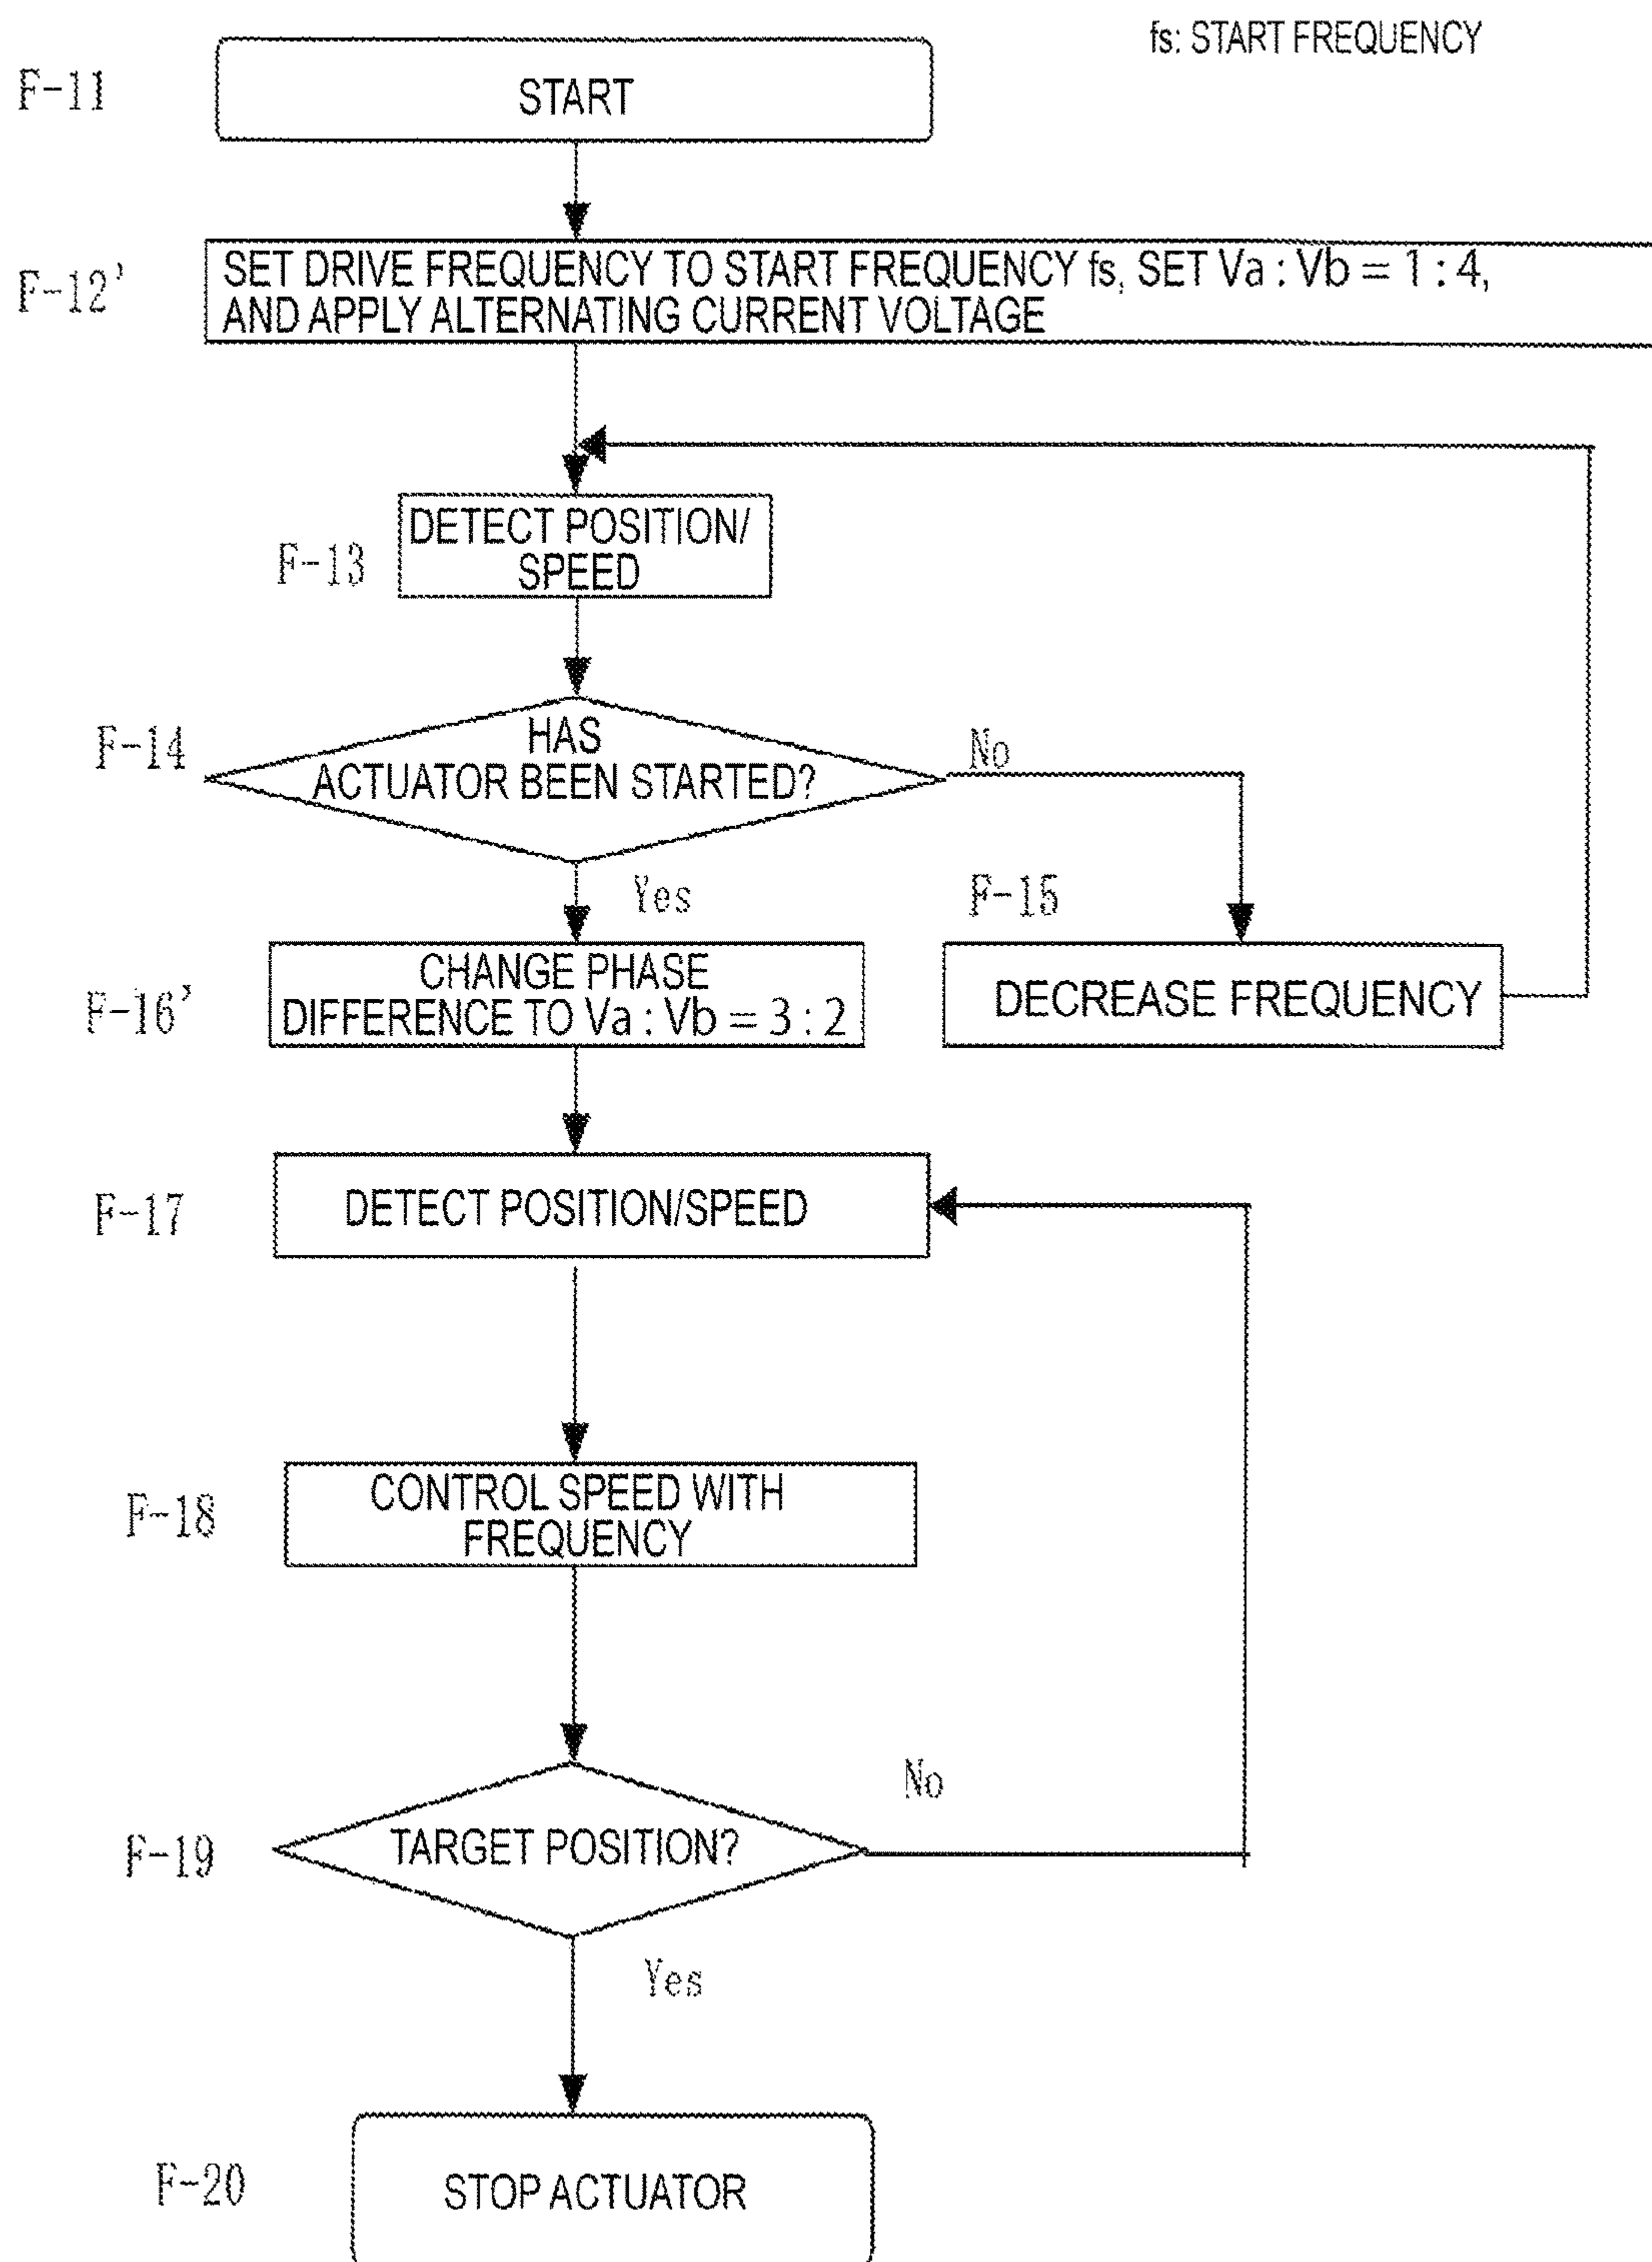 fs: START FREQUENCY
F-11
START
F-12'
SET DRIVE FREQUENCY TO START FREQUENCY fs, SET Va : Vb = 1 : 4,
AND APPLY ALTERNATING CURRENT VOLTAGE
F-13
DETECT POSITION/
SPEED
F-14
HAS
ACTUATOR BEEN STARTED?
No
Yes
F-15
DECREASE FREQUENCY
F-16'
CHANGE PHASE
DIFFERENCE TO Va : Vb = 3 : 2
F-17
DETECT POSITION/SPEED
F-18
CONTROL SPEED WITH
FREQUENCY
F-19
TARGET POSITION?
No
Yes
F-20
STOP ACTUATOR